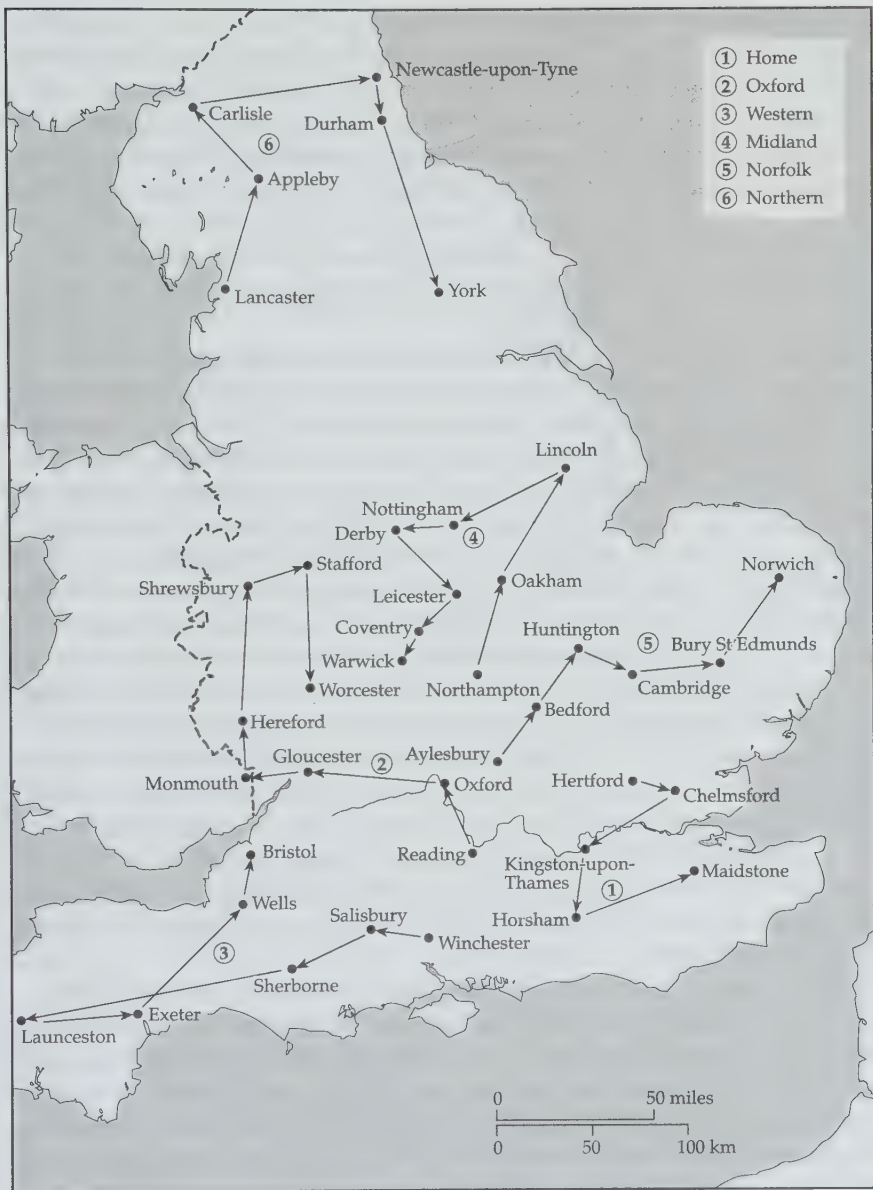 ① Home
② Oxford
③ Western
④ Midland
⑤ Norfolk
⑥ Northern
Newcastle-upon-Tyne
Carlisle
Durham
⑥
Appleby
Lancaster
York
Lincoln
Nottingham
Derby
④
Stafford
Norwich
Shrewsbury
Oakham
Leicester
Coventry
Huntington
⑤
Bury St Edmunds
Warwick
Worcester
Northampton
Cambridge
Hereford
Bedford
Gloucester
②
Aylesbury
Monmouth
Oxford
Hertford
Chelmsford
Bristol
Reading
Kingston-upon-
Thames
Maidstone
①
Wells
Salisbury
Horsham
Winchester
③
Sherborne
Exeter
Launceston
0 50 miles
0 50 100 km